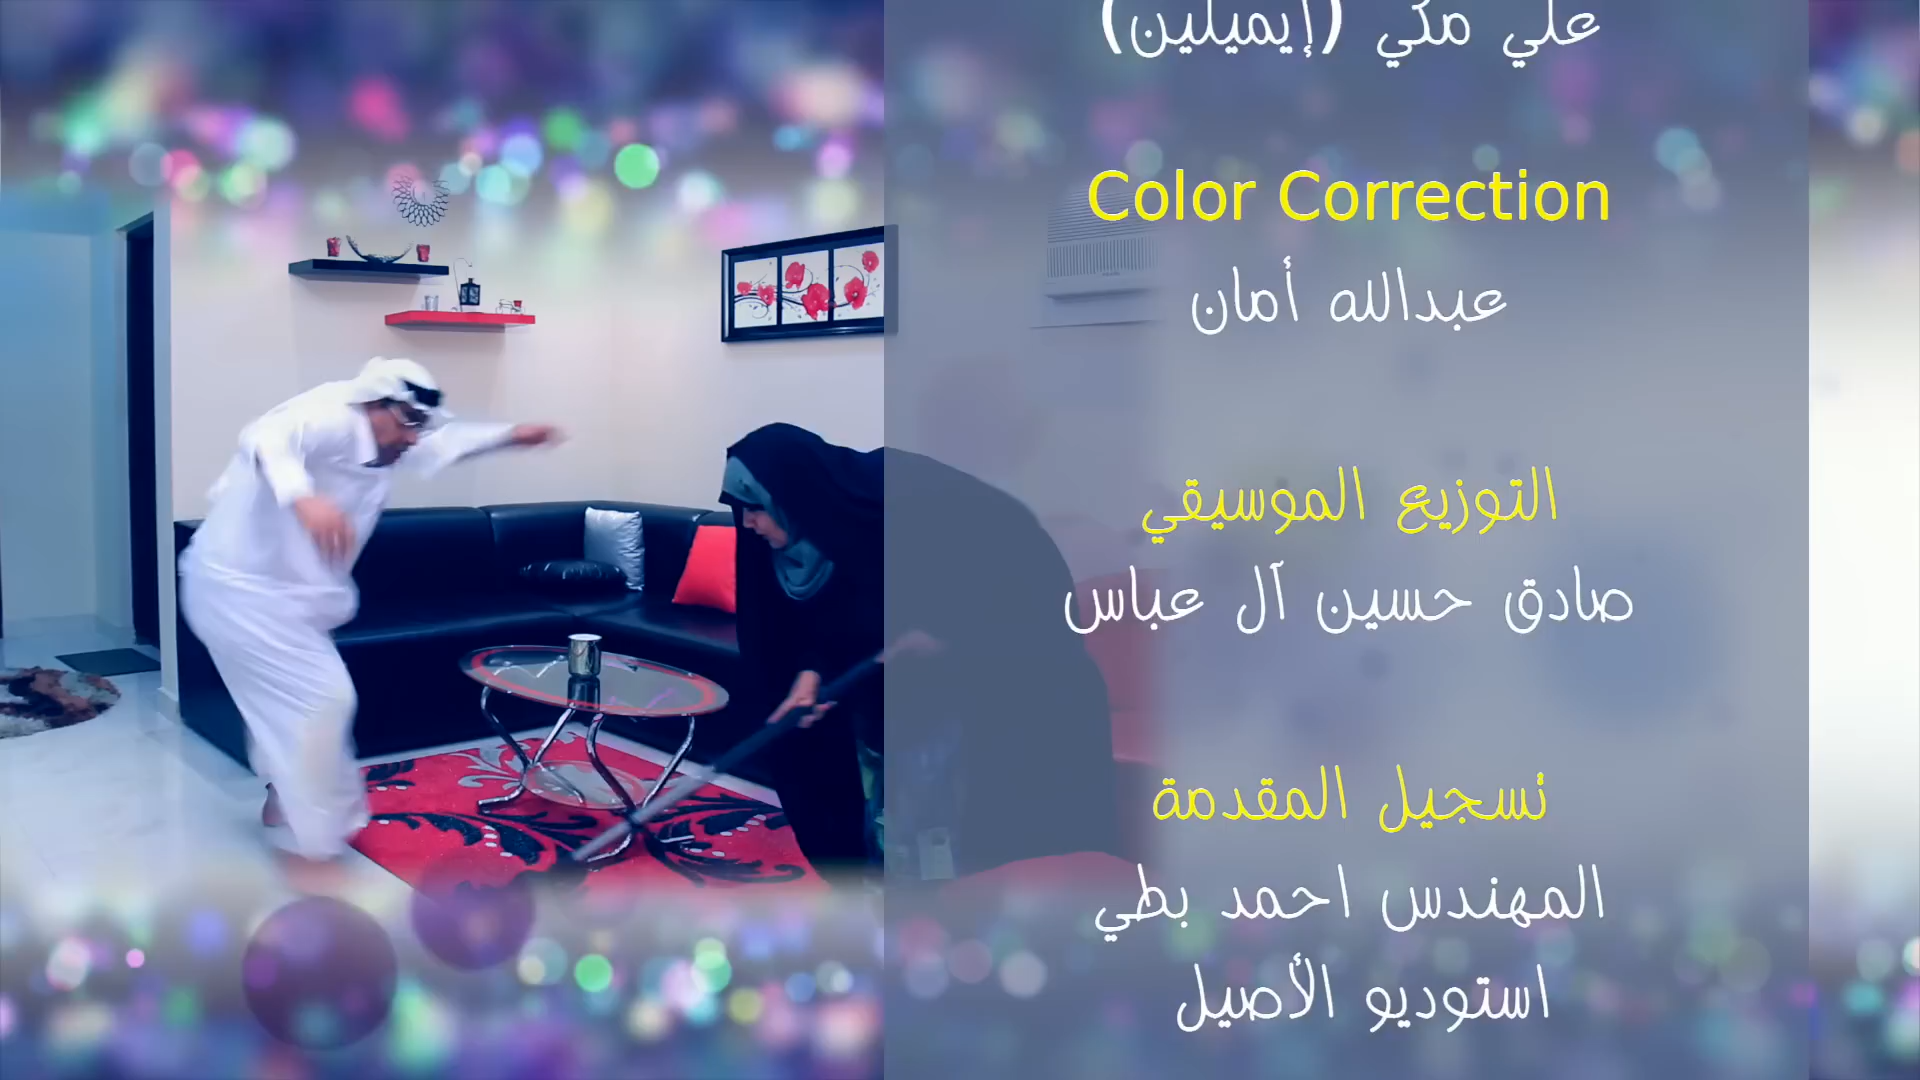 علي مكي (إيميلين)
Color Correction
عبدالله أمان
التوزيع الموسيقي
صادق حسين آل عباس
تسجيل المقدمة
المهندس احمد بطي
استوديو الأصيل